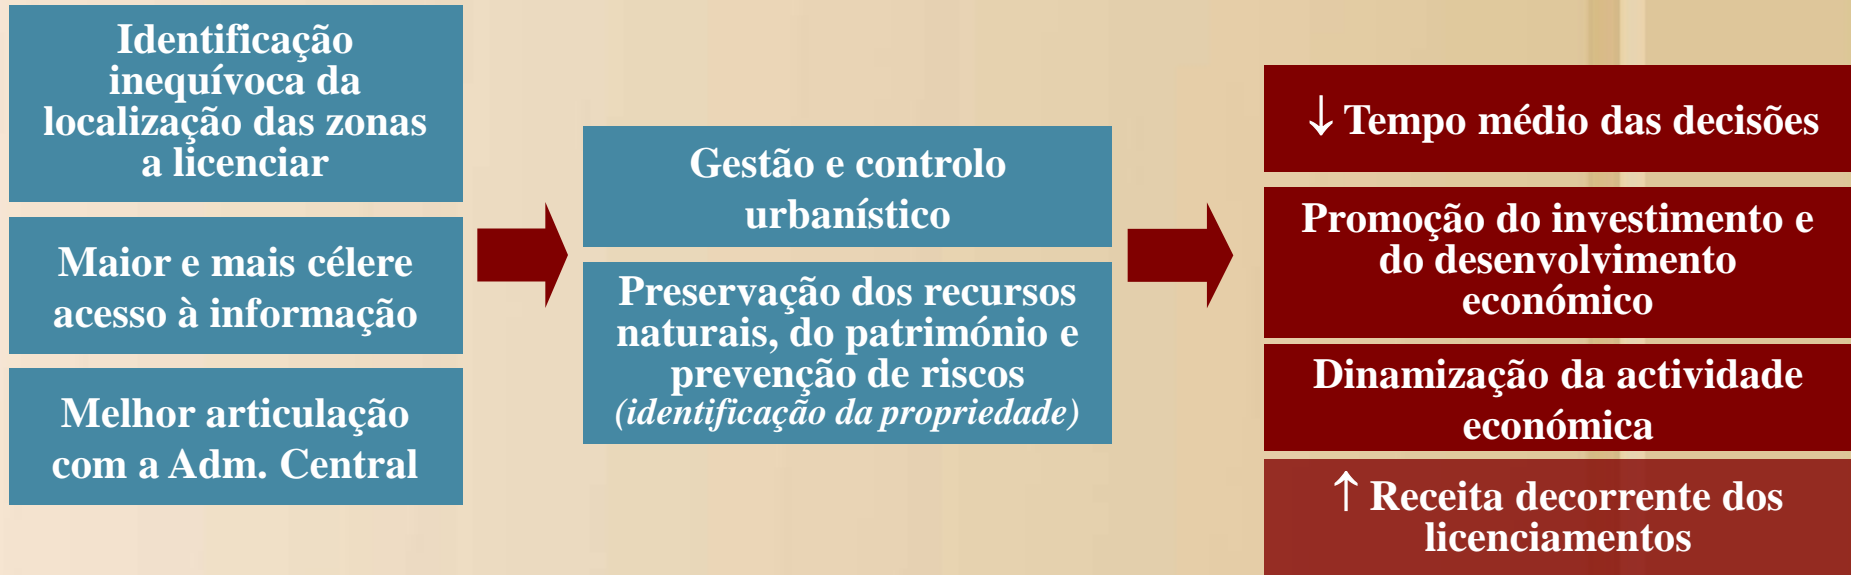 Identificação
inequívoca da
localização das zonas
a licenciar
Maior e mais célere
acesso à informação
Melhor articulação
com a Adm. Central
Gestão e controlo
urbanístico
Preservação dos recursos
naturais, do património e
prevenção de riscos
(identificação da propriedade)
↓ Tempo médio das decisões
Promoção do investimento e
do desenvolvimento
económico
Dinamização da actividade
económica
↑ Receita decorrente dos
licenciamentos